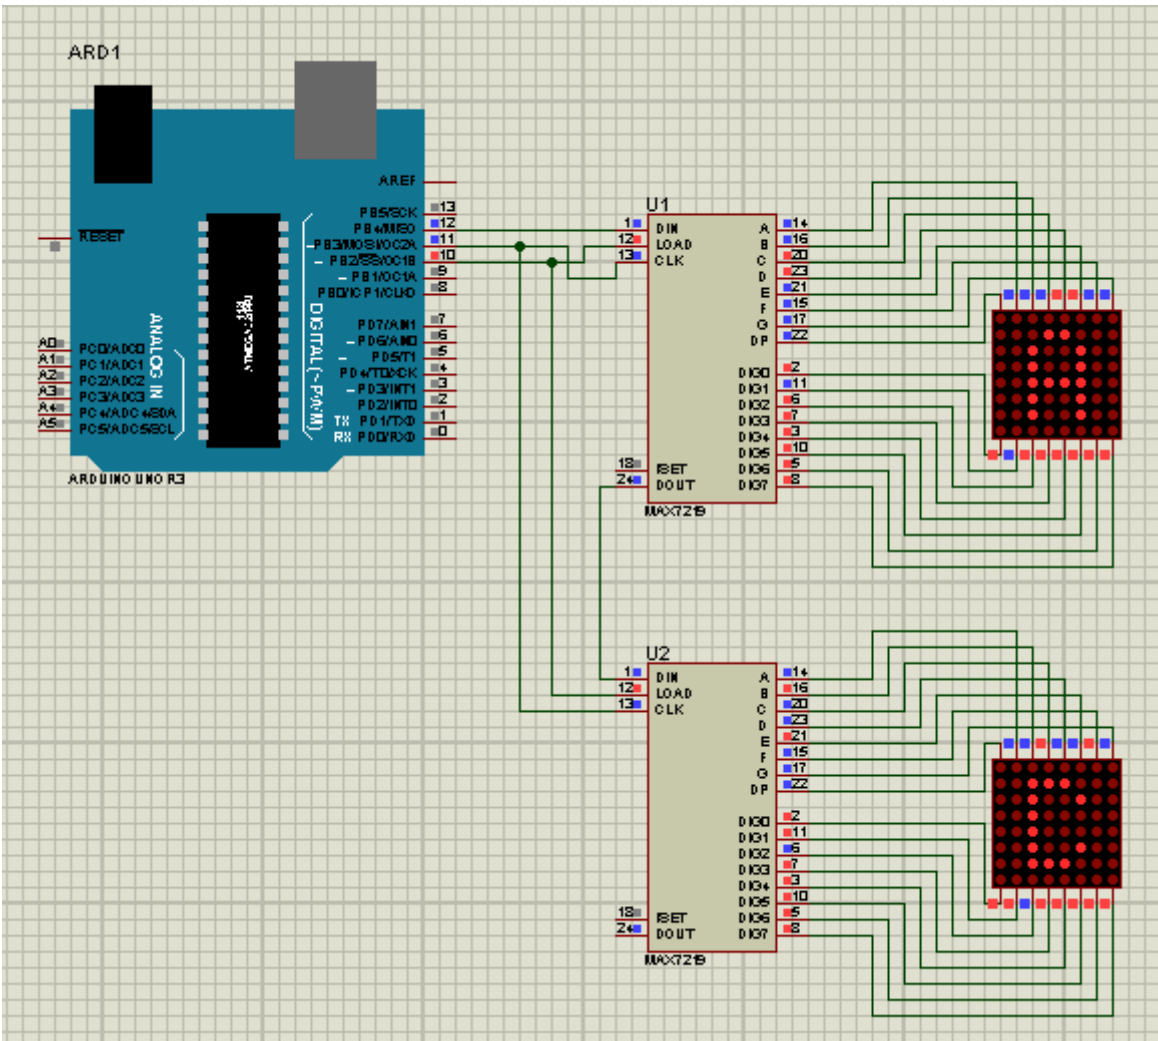 ARD1
AREF
PB5/SCK 13
PB4/MISO 12
~PB3/MOSI/OC2A 11
~PB2/SS/OC1B 10
~PB1/OC1A 9
PB0/ICP1/CLKO 8
PD7/AIN1 7
~PD6/AIN0 6
~PD5/T1 5
PD4/T0/XCK 4
~PD3/INT1 3
PD2/INT0 2
TX PD1/TXD 1
RX PD0/RXD 0
RESET
A0 PC0/ADC0
A1 PC1/ADC1
A2 PC2/ADC2
A3 PC3/ADC3
A4 PC4/ADC4/SDA
A5 PC5/ADC5/SCL
ANALOG IN
DIGITAL (~PWM)
ARDUINO UNO R3
U1
1 DIN A 14
12 LOAD B 16
13 CLK C 20
D 23
E 21
F 15
G 17
DP 22
DIG0 2
DIG1 11
DIG2 6
DIG3 7
DIG4 3
DIG5 10
18 ISET DIG6 5
24 DOUT DIG7 8
MAX7219
U2
1 DIN A 14
12 LOAD B 16
13 CLK C 20
D 23
E 21
F 15
G 17
DP 22
DIG0 2
DIG1 11
DIG2 6
DIG3 7
DIG4 3
DIG5 10
18 ISET DIG6 5
24 DOUT DIG7 8
MAX7219